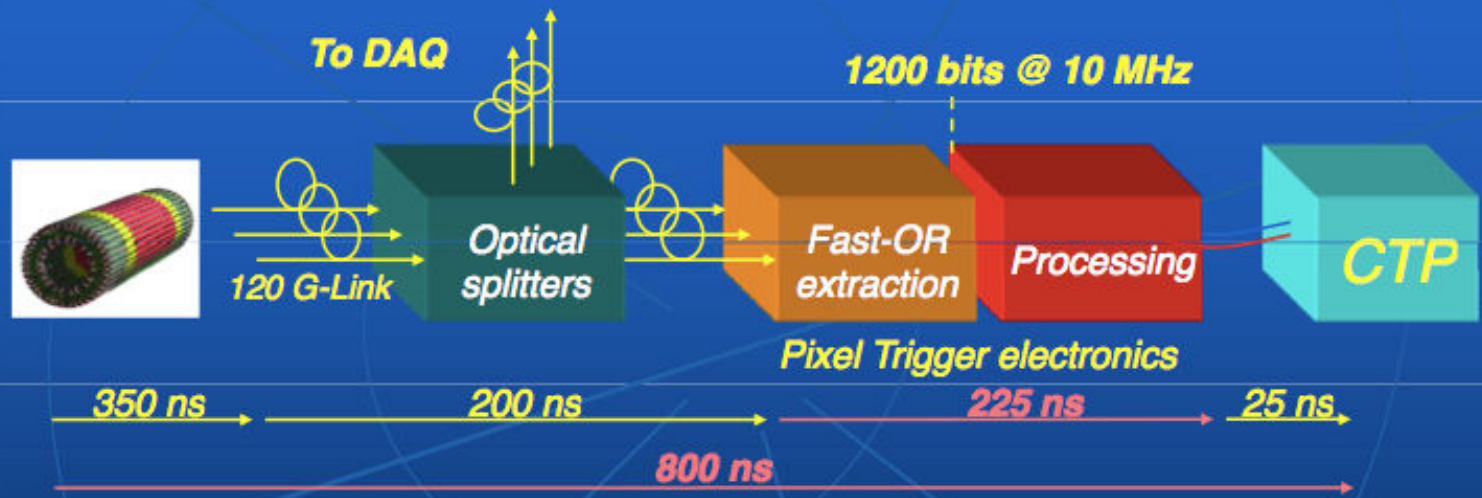 To DAQ
1200 bits @ 10 MHz
120 G-Link
Optical
splitters
Fast-OR
extraction
Processing
CTP
Pixel Trigger electronics
350 ns
200 ns
225 ns
25 ns
800 ns